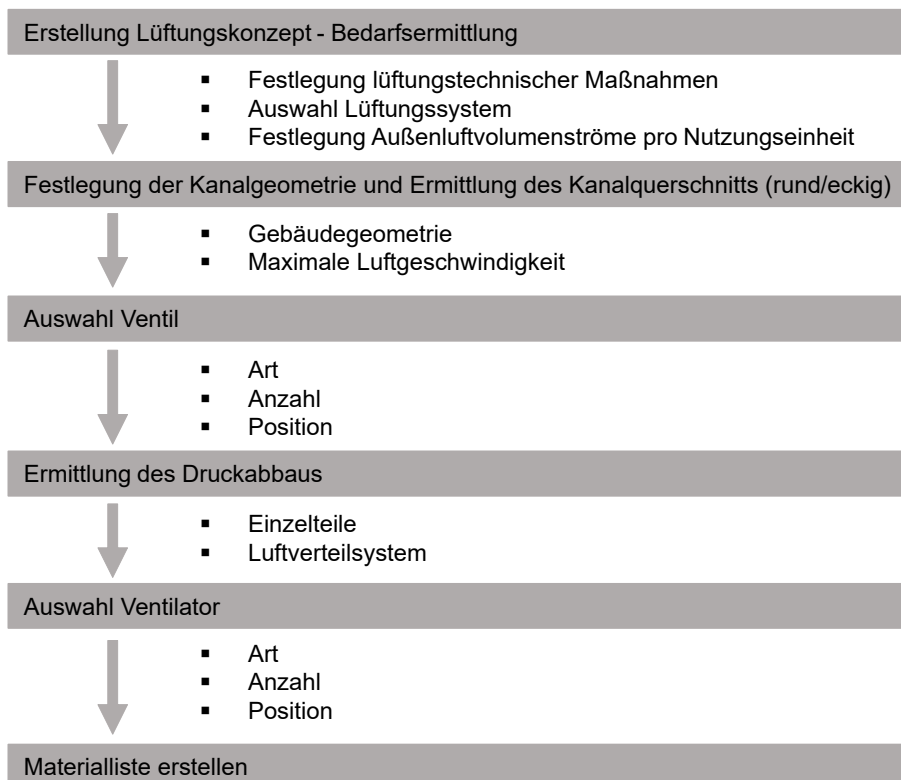 Erstellung Lüftungskonzept - Bedarfsermittlung
▪ Festlegung lüftungstechnischer Maßnahmen
▪ Auswahl Lüftungssystem
▪ Festlegung Außenluftvolumenströme pro Nutzungseinheit
Festlegung der Kanalgeometrie und Ermittlung des Kanalquerschnitts (rund/eckig)
▪ Gebäudegeometrie
▪ Maximale Luftgeschwindigkeit
Auswahl Ventil
▪ Art
▪ Anzahl
▪ Position
Ermittlung des Druckabbaus
▪ Einzelteile
▪ Luftverteilsystem
Auswahl Ventilator
▪ Art
▪ Anzahl
▪ Position
Materialliste erstellen